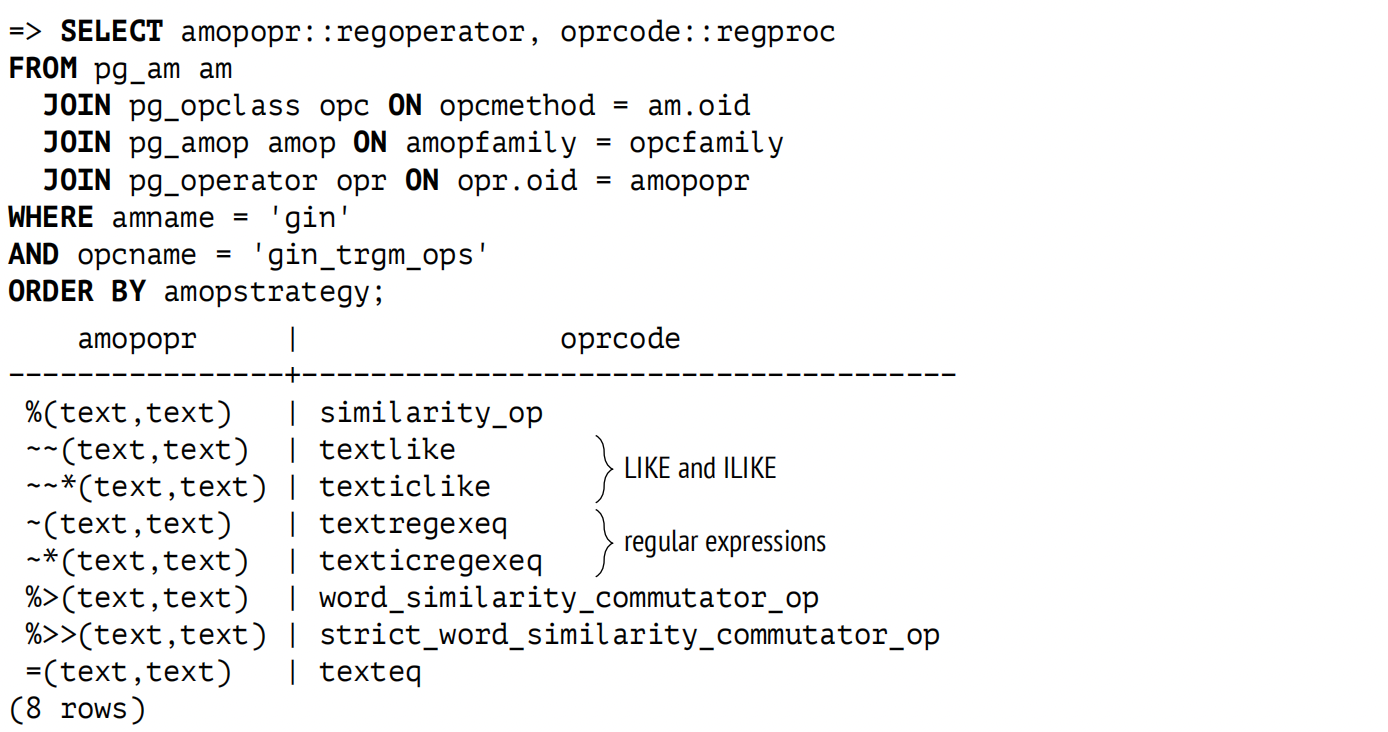 => SELECT amopopr::regoperator, oprcode::regproc
FROM pg_am am
  JOIN pg_opclass opc ON opcmethod = am.oid
  JOIN pg_amop amop ON amopfamily = opcfamily
  JOIN pg_operator opr ON opr.oid = amopopr
WHERE amname = 'gin'
AND opcname = 'gin_trgm_ops'
ORDER BY amopstrategy;
    amopopr     |               oprcode
----------------+--------------------------------------
 %(text,text)   | similarity_op
 ~~(text,text)  | textlike
 ~~*(text,text) | texticlike
LIKE and ILIKE
 ~(text,text)   | textregexeq
 ~*(text,text)  | texticregexeq
regular expressions
 %>(text,text)  | word_similarity_commutator_op
 %>>(text,text) | strict_word_similarity_commutator_op
 =(text,text)   | texteq
(8 rows)